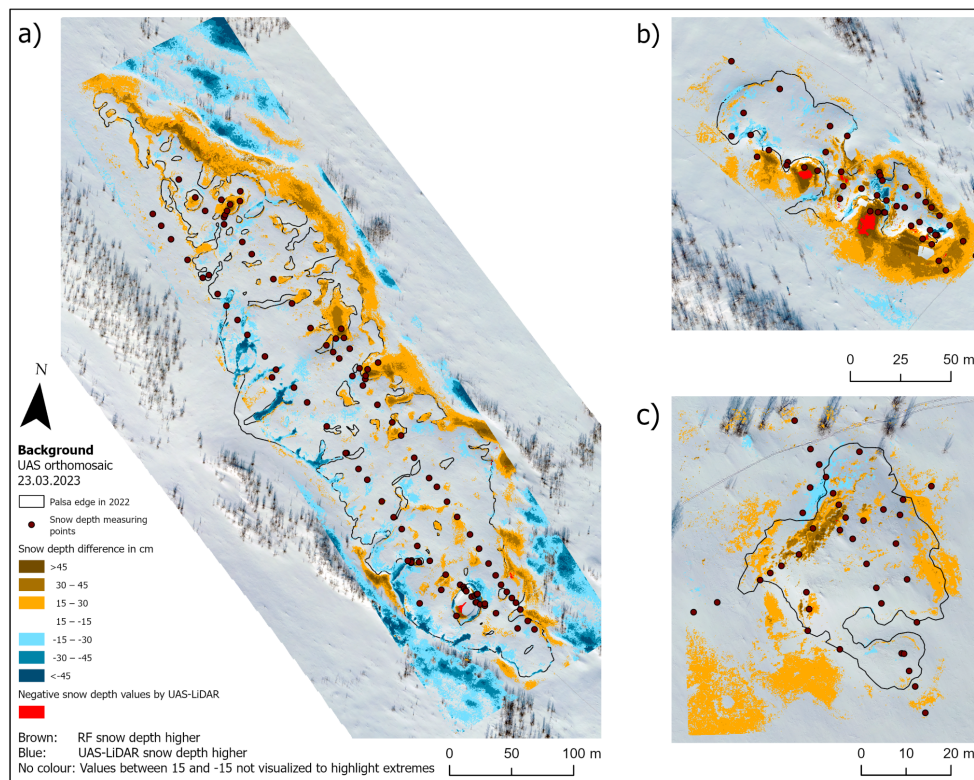 a)
b)
0 25 50 m
N
Background
UAS orthomosaic
23.03.2023
Palsa edge in 2022
Snow depth measuring
points
Snow depth difference in cm
>45
30 – 45
15 – 30
15 – -15
-15 – -30
-30 – -45
<-45
Negative snow depth values by UAS-LiDAR
Brown: RF snow depth higher
Blue: UAS-LiDAR snow depth higher
No colour: Values between 15 and -15 not visualized to highlight extremes
0 50 100 m
c)
0 10 20 m